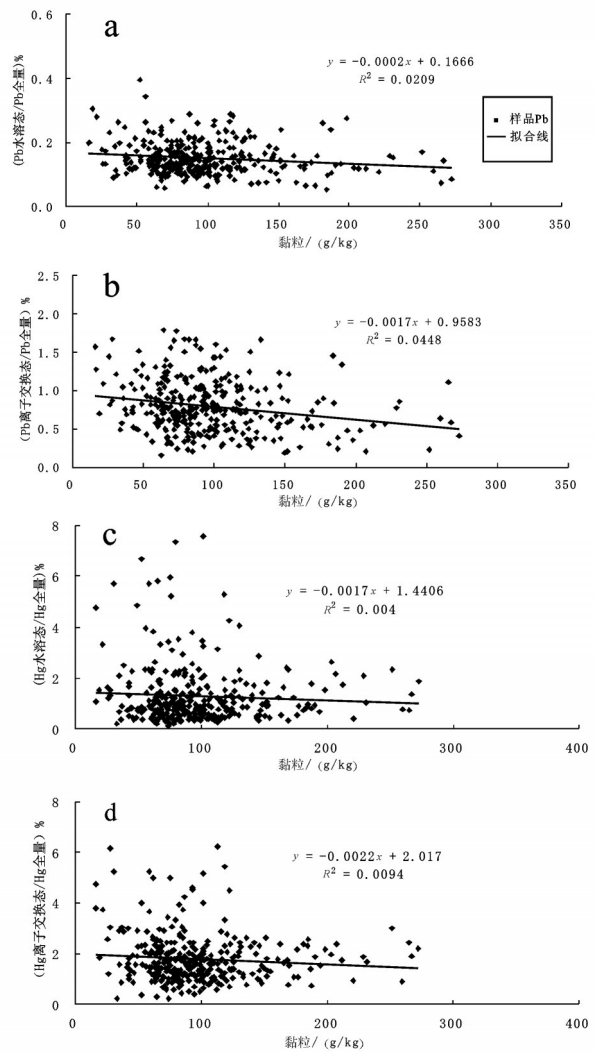 a
(Pb水溶态/Pb全量)%
0.6
0.4
0.2
0.0
y = -0.0002x + 0.1666
R² = 0.0209
样品Pb
拟合线
0 50 100 150 200 250 300 350
黏粒/ (g/kg)
b
(Pb离子交换态/Pb全量)%
2.5
2.0
1.5
1.0
0.5
0.0
y = -0.0017x + 0.9583
R² = 0.0448
0 50 100 150 200 250 300 350
黏粒/ (g/kg)
c
(Hg水溶态/Hg全量)%
8
6
4
2
0
y = -0.0017x + 1.4406
R² = 0.004
0 100 200 300 400
黏粒/ (g/kg)
d
(Hg离子交换态/Hg全量) %
8
6
4
2
0
y = -0.0022x + 2.017
R² = 0.0094
0 100 200 300 400
黏粒/ (g/kg)